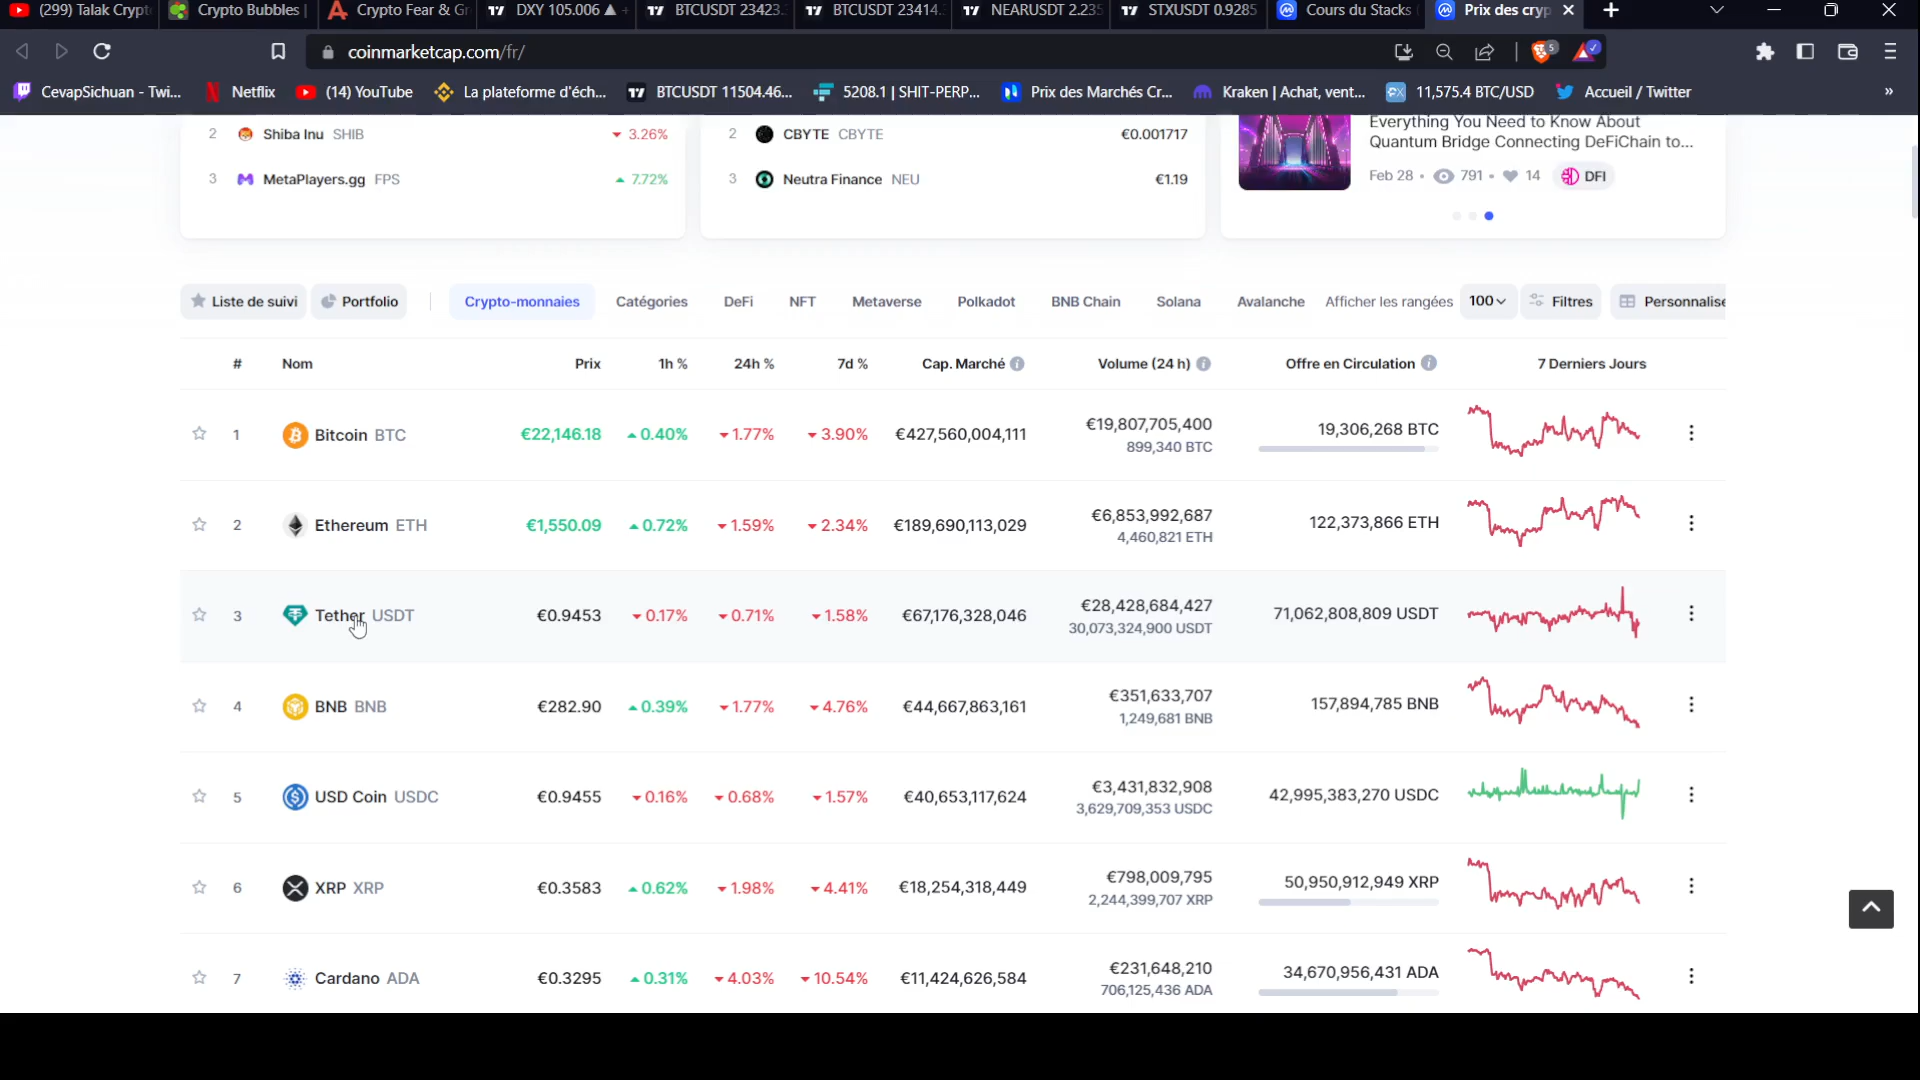 (299) Talak Crypt
Crypto Bubbles |
Crypto Fear & Gr
DXY 105.006 ▲ +
BTCUSDT 23423.
BTCUSDT 23414.
NEARUSDT 2.235
STXUSDT 0.9285
Cours du Stacks (
Prix des cryp
coinmarketcap.com/fr/
5
CevapSichuan - Twi...
Netflix
(14) YouTube
La plateforme d'éch...
BTCUSDT 11504.46...
5208.1 | SHIT-PERP...
Prix des Marchés Cr...
Kraken | Achat, vent...
11,575.4 BTC/USD
Accueil / Twitter
»
2 Shiba Inu SHIB 3.26%
3 MetaPlayers.gg FPS 7.72%
2 CBYTE CBYTE €0.001717
3 Neutra Finance NEU €1.19
Everything You Need to Know About
Quantum Bridge Connecting DeFiChain to...
Feb 28 • 791 • 14 DFI
Liste de suivi
Portfolio
Crypto-monnaies
Catégories
DeFi
NFT
Metaverse
Polkadot
BNB Chain
Solana
Avalanche
Afficher les rangées
100
Filtres
Personnalise
# Nom Prix 1h % 24h % 7d % Cap. Marché Volume (24 h) Offre en Circulation 7 Derniers Jours
1 Bitcoin BTC €22,146.18 0.40% 1.77% 3.90% €427,560,004,111 €19,807,705,400 19,306,268 BTC
899,340 BTC
2 Ethereum ETH €1,550.09 0.72% 1.59% 2.34% €189,690,113,029 €6,853,992,687 122,373,866 ETH
4,460,821 ETH
3 Tether USDT €0.9453 0.17% 0.71% 1.58% €67,176,328,046 €28,428,684,427 71,062,808,809 USDT
30,073,324,900 USDT
4 BNB BNB €282.90 0.39% 1.77% 4.76% €44,667,863,161 €351,633,707 157,894,785 BNB
1,249,681 BNB
5 USD Coin USDC €0.9455 0.16% 0.68% 1.57% €40,653,117,624 €3,431,832,908 42,995,383,270 USDC
3,629,709,353 USDC
6 XRP XRP €0.3583 0.62% 1.98% 4.41% €18,254,318,449 €798,009,795 50,950,912,949 XRP
2,244,399,707 XRP
7 Cardano ADA €0.3295 0.31% 4.03% 10.54% €11,424,626,584 €231,648,210 34,670,956,431 ADA
706,125,436 ADA